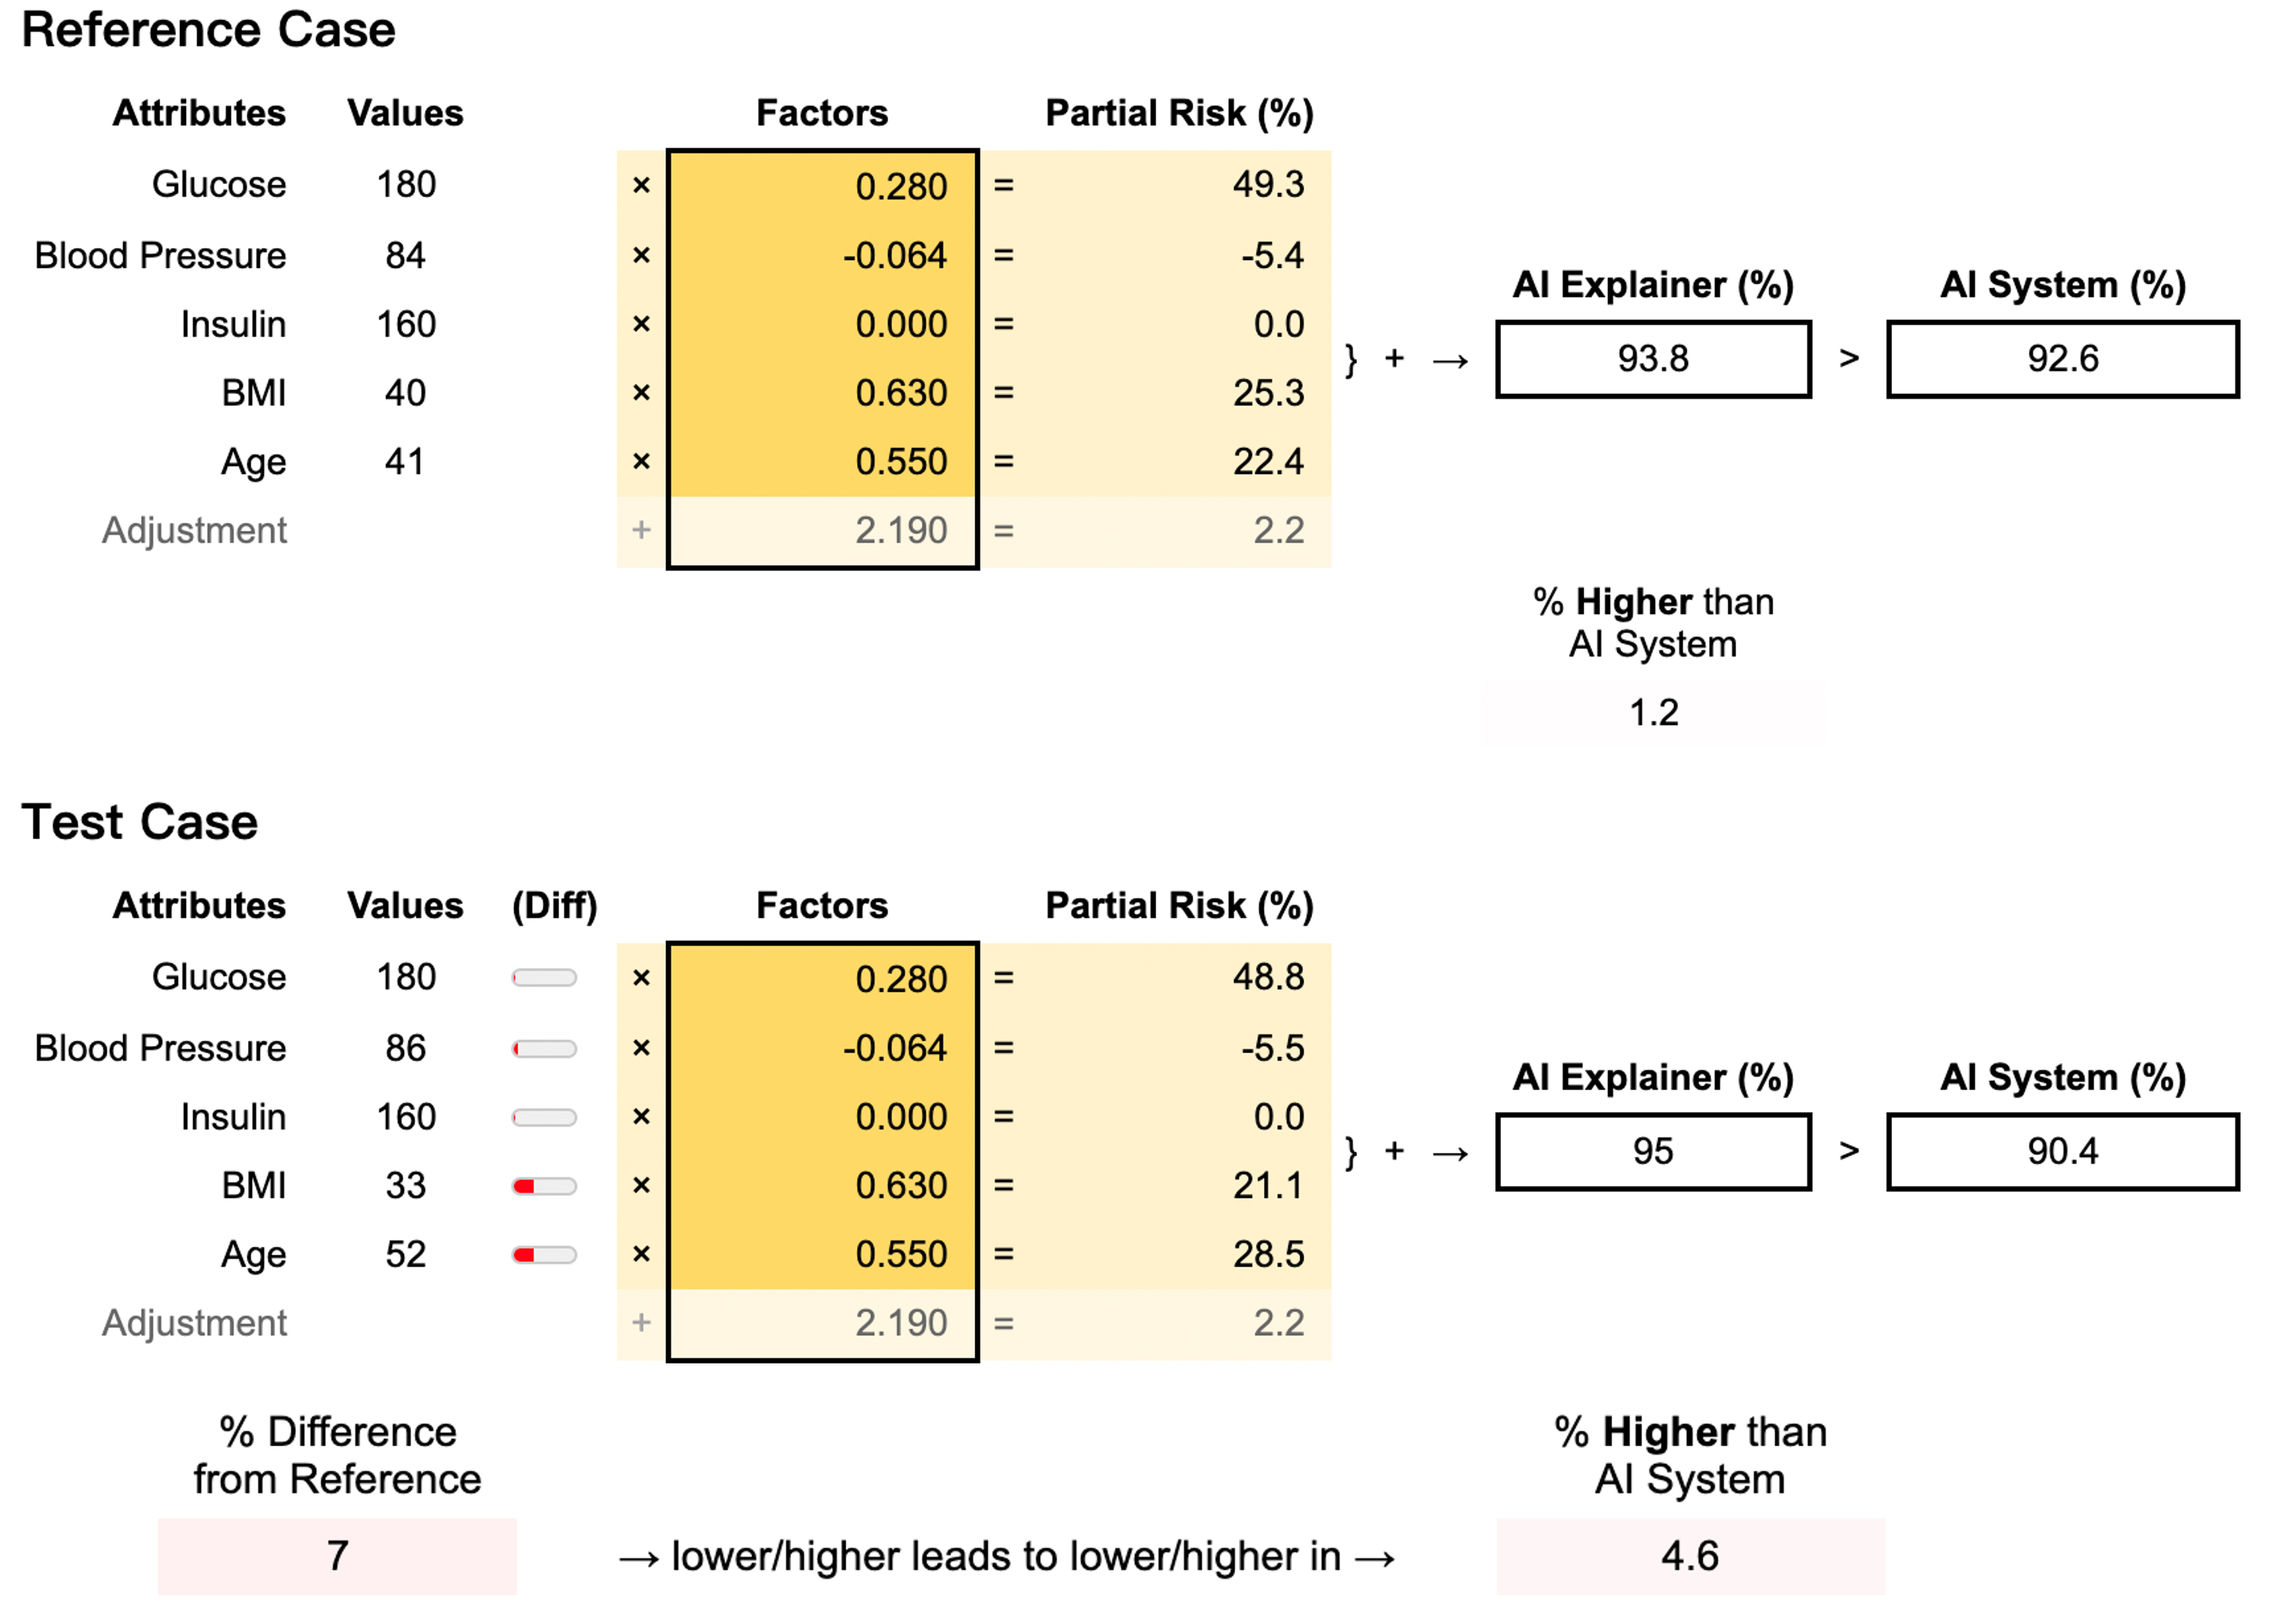 Reference Case
Attributes Values Factors Partial Risk (%)
Glucose 180 × 0.280 = 49.3
Blood Pressure 84 × -0.064 = -5.4
AI Explainer (%) AI System (%)
Insulin 160 × 0.000 = 0.0
} + → 93.8 > 92.6
BMI 40 × 0.630 = 25.3
Age 41 × 0.550 = 22.4
Adjustment + 2.190 = 2.2
% Higher than
AI System
1.2
Test Case
Attributes Values (Diff) Factors Partial Risk (%)
Glucose 180 × 0.280 = 48.8
Blood Pressure 86 × -0.064 = -5.5
AI Explainer (%) AI System (%)
Insulin 160 × 0.000 = 0.0
} + → 95 > 90.4
BMI 33 × 0.630 = 21.1
Age 52 × 0.550 = 28.5
Adjustment + 2.190 = 2.2
% Difference
from Reference
7
→ lower/higher leads to lower/higher in →
% Higher than
AI System
4.6